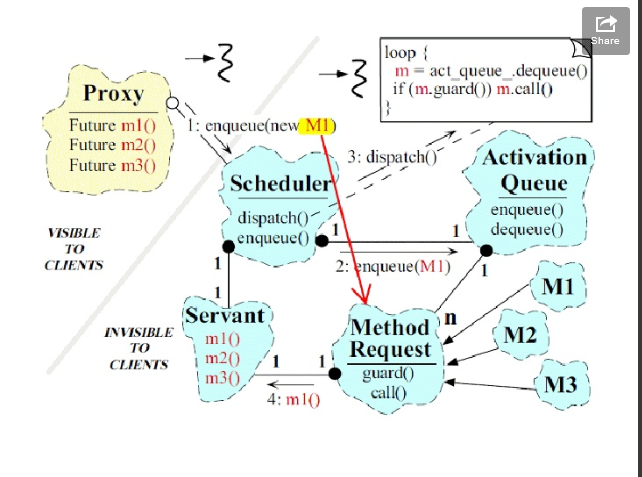 Share
loop {
m = act_queue_.dequeue()
if (m.guard()) m.call()
}
Proxy
Future m1()
Future m2()
Future m3()
1: enqueue(new M1)
3: dispatch()
Scheduler
dispatch()
enqueue()
Activation
Queue
enqueue()
dequeue()
VISIBLE
TO
CLIENTS
1
1
2: enqueue(M1)
1
1
1
INVISIBLE
TO
CLIENTS
Servant
m1()
m2()
m3()
Method
Request
guard()
call()
n
M1
M2
M3
1
1
4: m1()